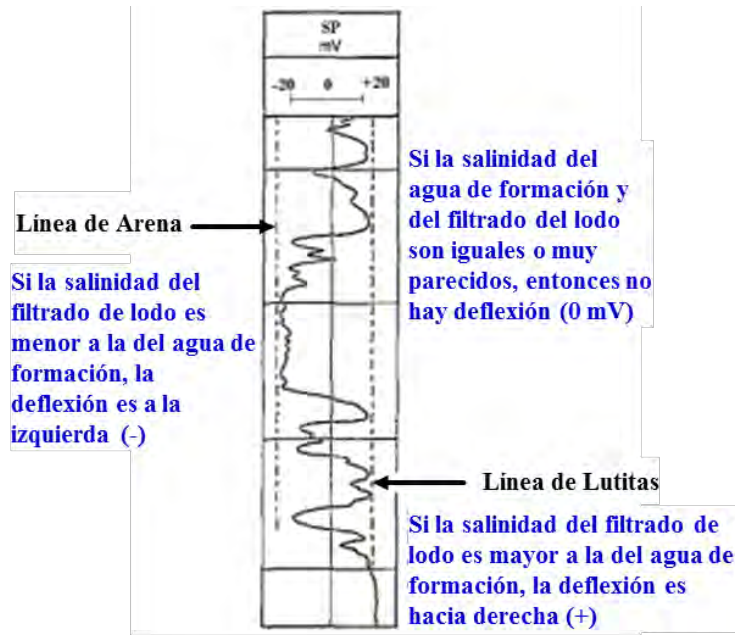 SP
mV
-20 0 +20
Línea de Arena
Si la salinidad del
filtrado de lodo es
menor a la del agua de
formación, la
deflexión es a la
izquierda (-)
Si la salinidad del
agua de formación y
del filtrado del lodo
son iguales o muy
parecidos, entonces no
hay deflexión (0 mV)
Línea de Lutitas
Si la salinidad del filtrado de
lodo es mayor a la del agua de
formación, la deflexión es
hacia derecha (+)